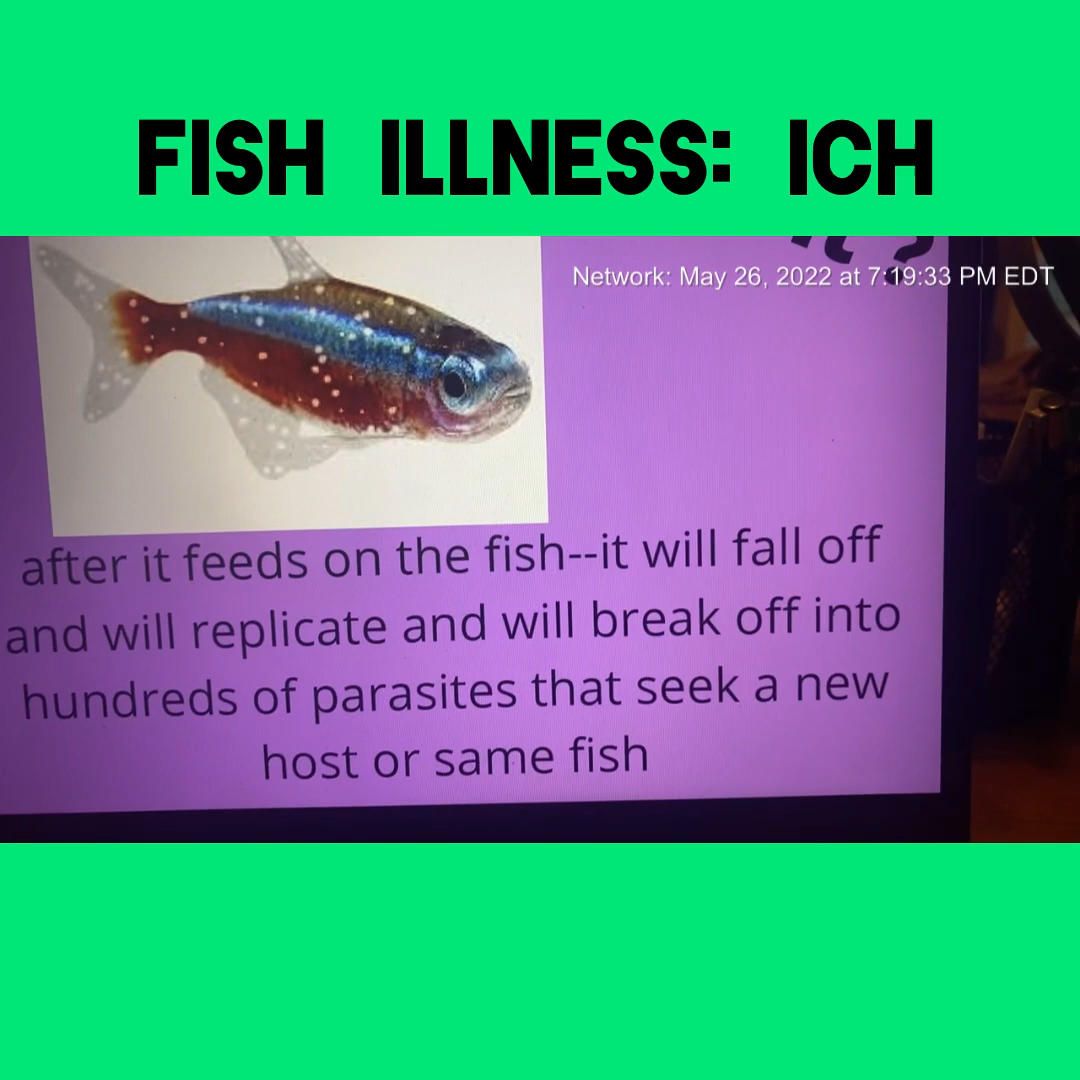 FISH ILLNESS: ICH
Network: May 26, 2022 at 7:19:33 PM EDT
after it feeds on the fish--it will fall off
and will replicate and will break off into
hundreds of parasites that seek a new
host or same fish